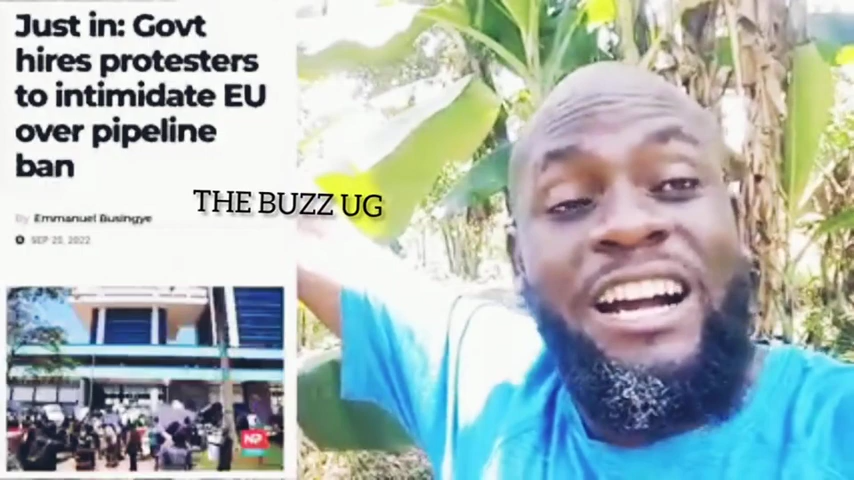 Just in: Govt
hires protesters
to intimidate EU
over pipeline
ban
By Emmanuel Busingye
SEP 20, 2022
THE BUZZ UG
NP